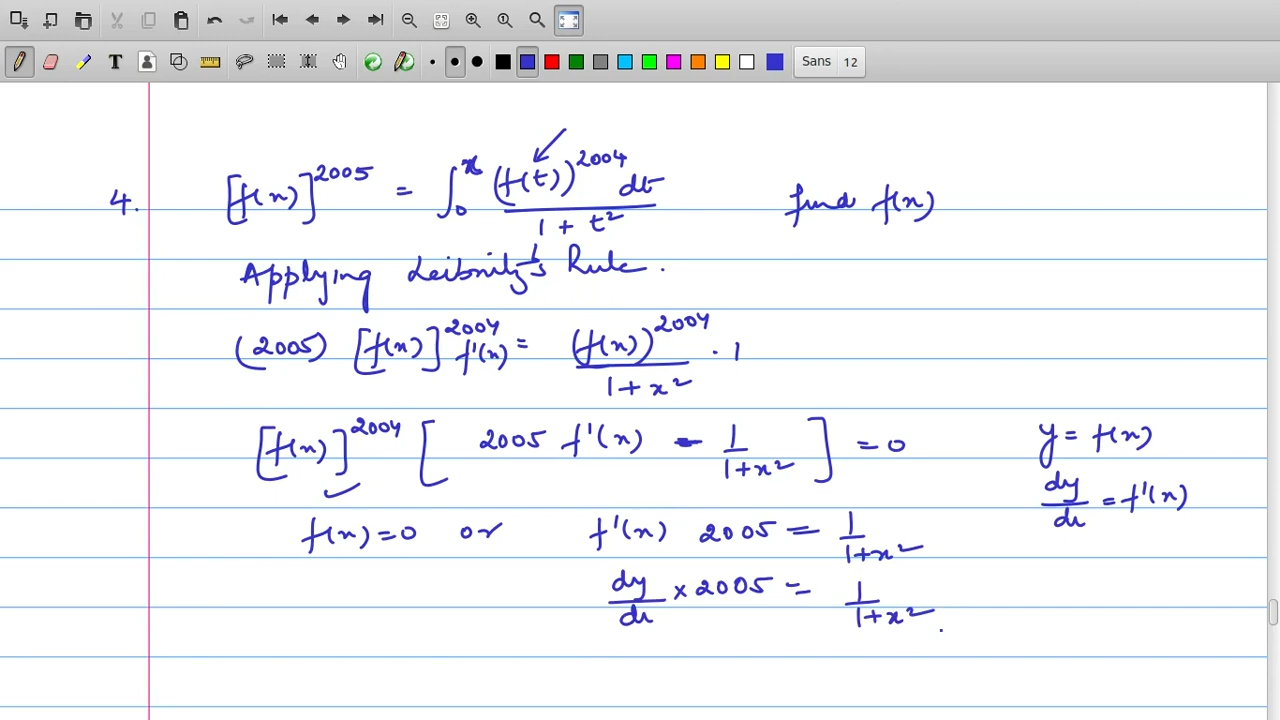 Sans 12
4. [f(x)]^2005 = ∫_0^x (f(t))^2004 dt / 1 + t^2 find f(x)
Applying Leibnitz's Rule.
(2005) [f(x)]^2004 f'(x) = (f(x))^2004 / 1 + x^2 · 1
[f(x)]^2004 [ 2005 f'(x) - 1/1+x^2 ] = 0 y = f(x)
dy/dx = f'(x)
f(x) = 0 or f'(x) 2005 = 1/1+x^2
dy/dx × 2005 = 1/1+x^2 .